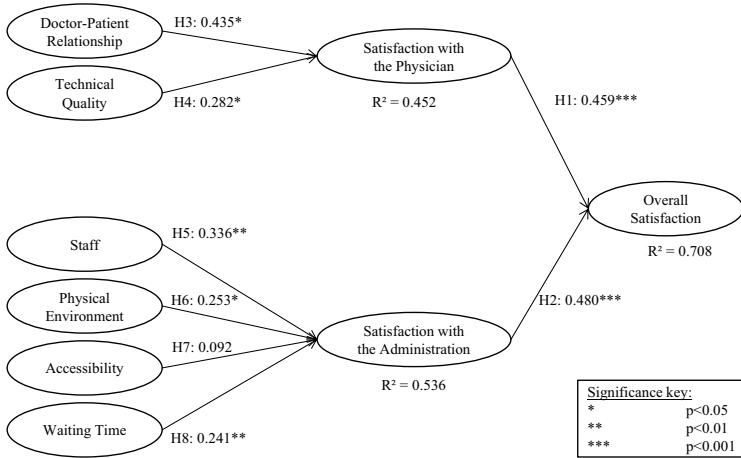 Doctor-Patient
Relationship
H3: 0.435*
Technical
Quality
H4: 0.282*
Satisfaction with
the Physician
R² = 0.452
H1: 0.459***
Overall
Satisfaction
R² = 0.708
Staff
H5: 0.336**
Physical
Environment
H6: 0.253*
Accessibility
H7: 0.092
Waiting Time
H8: 0.241**
Satisfaction with
the Administration
R² = 0.536
H2: 0.480***
Significance key:
* p<0.05
** p<0.01
*** p<0.001